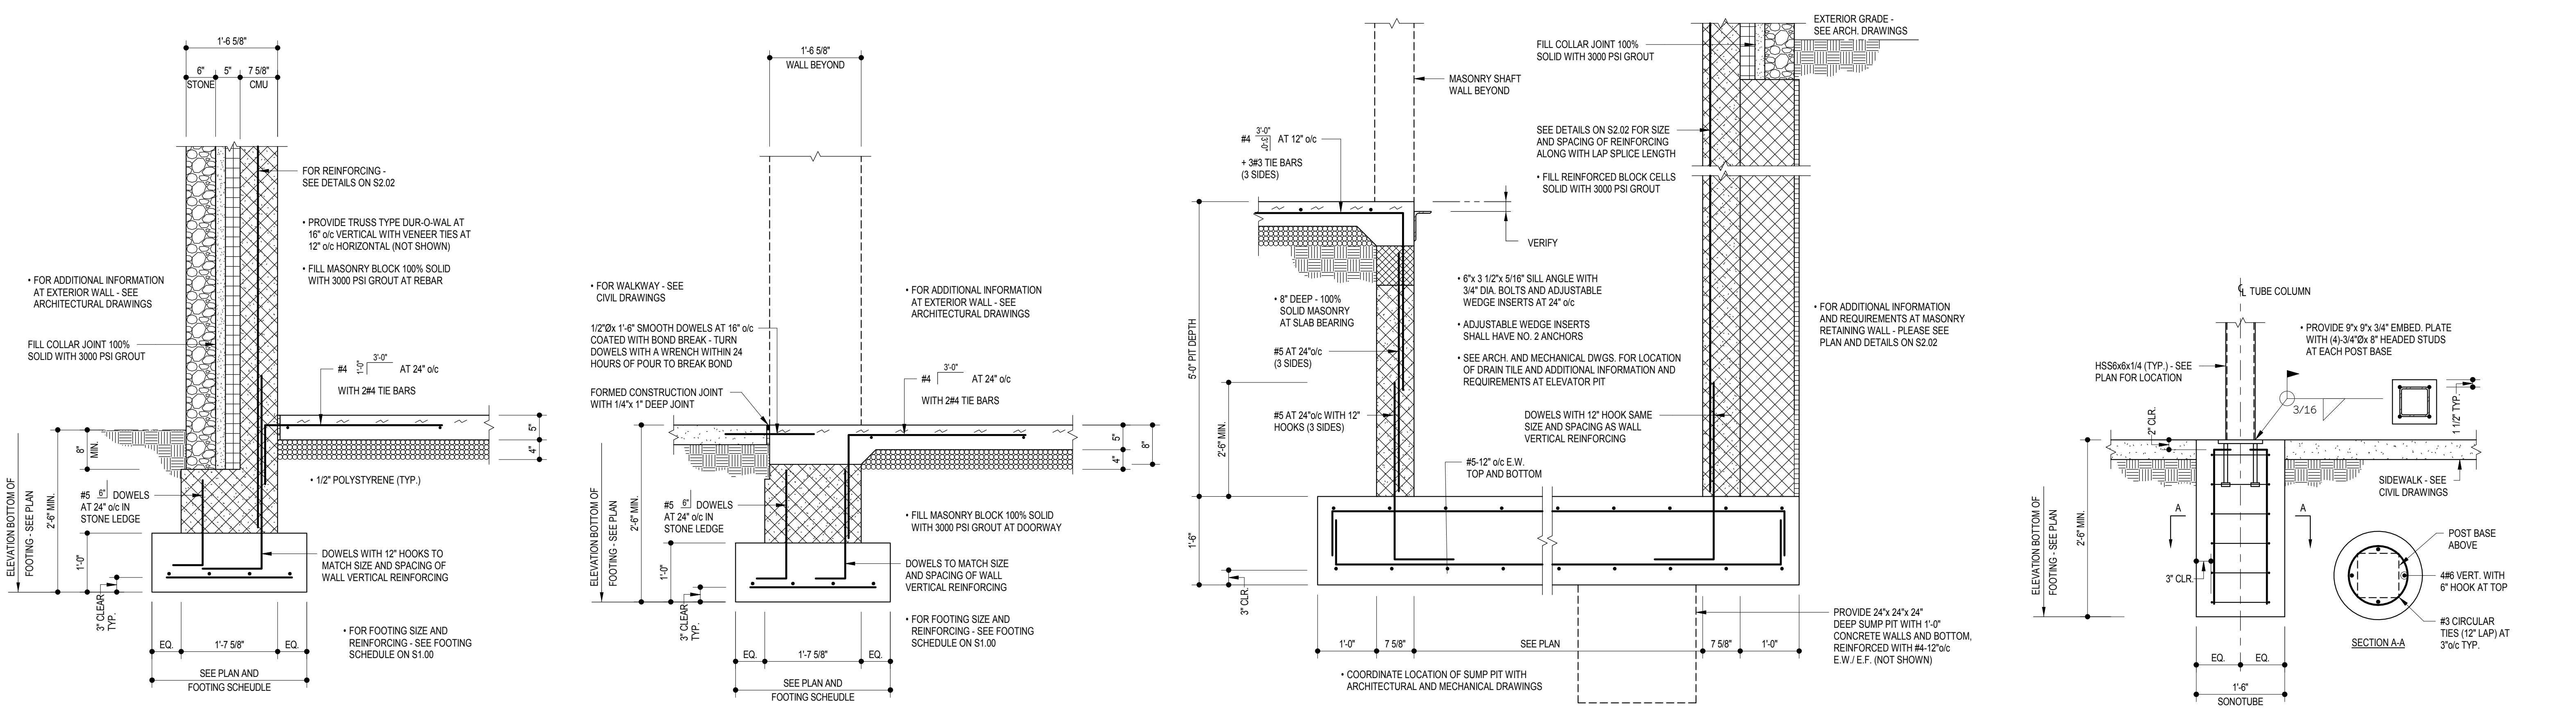 1'-6 5/8"
6"
5"
7 5/8"
STONE
CMU
FOR REINFORCING -
SEE DETAILS ON S2.02
• PROVIDE TRUSS TYPE DUR-O-WAL AT
16" o/c VERTICAL WITH VENEER TIES AT
12" o/c HORIZONTAL (NOT SHOWN)
• FILL MASONRY BLOCK 100% SOLID
WITH 3000 PSI GROUT AT REBAR
• FOR ADDITIONAL INFORMATION
AT EXTERIOR WALL - SEE
ARCHITECTURAL DRAWINGS
FILL COLLAR JOINT 100%
SOLID WITH 3000 PSI GROUT
3'-0"
1'-0"
#4
AT 24" o/c
WITH 2#4 TIE BARS
5"
4"
8"
MIN.
• 1/2" POLYSTYRENE (TYP.)
#5
6"
DOWELS
AT 24" o/c IN
STONE LEDGE
2'-6" MIN.
ELEVATION BOTTOM OF
FOOTING - SEE PLAN
1'-0"
3" CLEAR
TYP.
DOWELS WITH 12" HOOKS TO
MATCH SIZE AND SPACING OF
WALL VERTICAL REINFORCING
• FOR FOOTING SIZE AND
REINFORCING - SEE FOOTING
SCHEDULE ON S1.00
EQ.
1'-7 5/8"
EQ.
SEE PLAN AND
FOOTING SCHEUDLE
1'-6 5/8"
WALL BEYOND
• FOR WALKWAY - SEE
CIVIL DRAWINGS
• FOR ADDITIONAL INFORMATION
AT EXTERIOR WALL - SEE
ARCHITECTURAL DRAWINGS
1/2"Øx 1'-6" SMOOTH DOWELS AT 16" o/c
COATED WITH BOND BREAK - TURN
DOWELS WITH A WRENCH WITHIN 24
HOURS OF POUR TO BREAK BOND
FORMED CONSTRUCTION JOINT
WITH 1/4"x 1" DEEP JOINT
3'-0"
#4
AT 24" o/c
WITH 2#4 TIE BARS
5"
4"
8"
#5
6"
DOWELS
AT 24" o/c IN
STONE LEDGE
2'-6" MIN.
ELEVATION BOTTOM OF
FOOTING - SEE PLAN
1'-0"
3" CLEAR
TYP.
• FILL MASONRY BLOCK 100% SOLID
WITH 3000 PSI GROUT AT DOORWAY
DOWELS TO MATCH SIZE
AND SPACING OF WALL
VERTICAL REINFORCING
• FOR FOOTING SIZE AND
REINFORCING - SEE FOOTING
SCHEDULE ON S1.00
EQ.
1'-7 5/8"
EQ.
SEE PLAN AND
FOOTING SCHEUDLE
EXTERIOR GRADE -
SEE ARCH. DRAWINGS
FILL COLLAR JOINT 100%
SOLID WITH 3000 PSI GROUT
MASONRY SHAFT
WALL BEYOND
#4
3'-0"
3'-0"
AT 12" o/c
+ 3#3 TIE BARS
(3 SIDES)
SEE DETAILS ON S2.02 FOR SIZE
AND SPACING OF REINFORCING
ALONG WITH LAP SPLICE LENGTH
• FILL REINFORCED BLOCK CELLS
SOLID WITH 3000 PSI GROUT
VERIFY
• 6"x 3 1/2"x 5/16" SILL ANGLE WITH
3/4" DIA. BOLTS AND ADJUSTABLE
WEDGE INSERTS AT 24" o/c
• ADJUSTABLE WEDGE INSERTS
SHALL HAVE NO. 2 ANCHORS
• SEE ARCH. AND MECHANICAL DWGS. FOR LOCATION
OF DRAIN TILE AND ADDITIONAL INFORMATION AND
REQUIREMENTS AT ELEVATOR PIT
• 8" DEEP - 100%
SOLID MASONRY
AT SLAB BEARING
#5 AT 24"o/c
(3 SIDES)
#5 AT 24"o/c WITH 12"
HOOKS (3 SIDES)
DOWELS WITH 12" HOOK SAME
SIZE AND SPACING AS WALL
VERTICAL REINFORCING
#5-12" o/c E.W.
TOP AND BOTTOM
• FOR ADDITIONAL INFORMATION
AND REQUIREMENTS AT MASONRY
RETAINING WALL - PLEASE SEE
PLAN AND DETAILS ON S2.02
5'-0" PIT DEPTH
2'-6" MIN.
1'-6"
3" CLR.
1'-0"
7 5/8"
SEE PLAN
7 5/8"
1'-0"
PROVIDE 24"x 24"x 24"
DEEP SUMP PIT WITH 1'-0"
CONCRETE WALLS AND BOTTOM,
REINFORCED WITH #4-12"o/c
E.W./ E.F. (NOT SHOWN)
• COORDINATE LOCATION OF SUMP PIT WITH
ARCHITECTURAL AND MECHANICAL DRAWINGS
℄ TUBE COLUMN
• PROVIDE 9"x 9"x 3/4" EMBED. PLATE
WITH (4)-3/4"Øx 8" HEADED STUDS
AT EACH POST BASE
HSS6x6x1/4 (TYP.) - SEE
PLAN FOR LOCATION
3/16
1 1/2" TYP.
2" CLR.
SIDEWALK - SEE
CIVIL DRAWINGS
A
A
2'-6" MIN.
ELEVATION BOTTOM OF
FOOTING - SEE PLAN
3" CLR.
POST BASE
ABOVE
4#6 VERT. WITH
6" HOOK AT TOP
#3 CIRCULAR
TIES (12" LAP) AT
3"o/c TYP.
SECTION A-A
EQ.
EQ.
1'-6"
SONOTUBE